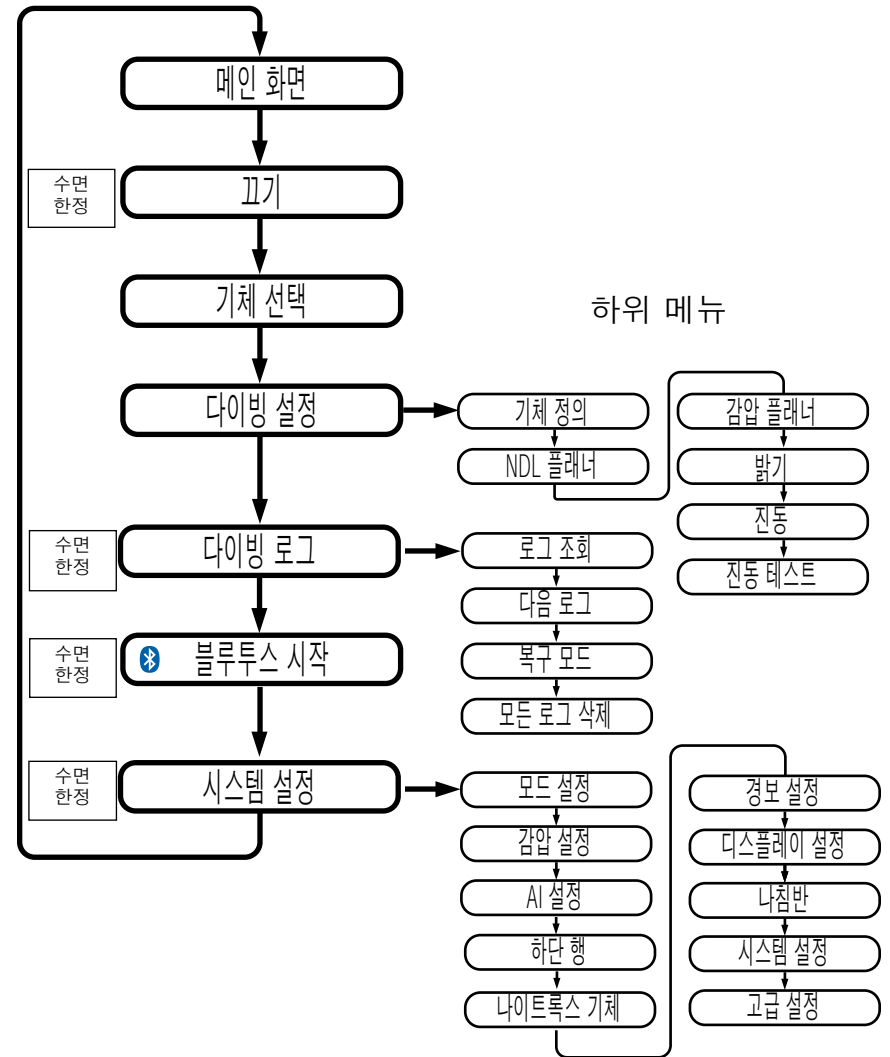 메인 화면
수면
한정
끄기
기체 선택
하위 메뉴
다이빙 설정
기체 정의
NDL 플래너
감압 플래너
밝기
진동
진동 테스트
수면
한정
다이빙 로그
로그 조회
다음 로그
복구 모드
모든 로그 삭제
수면
한정
블루투스 시작
수면
한정
시스템 설정
모드 설정
감압 설정
AI 설정
하단 행
나이트록스 기체
경보 설정
디스플레이 설정
나침반
시스템 설정
고급 설정